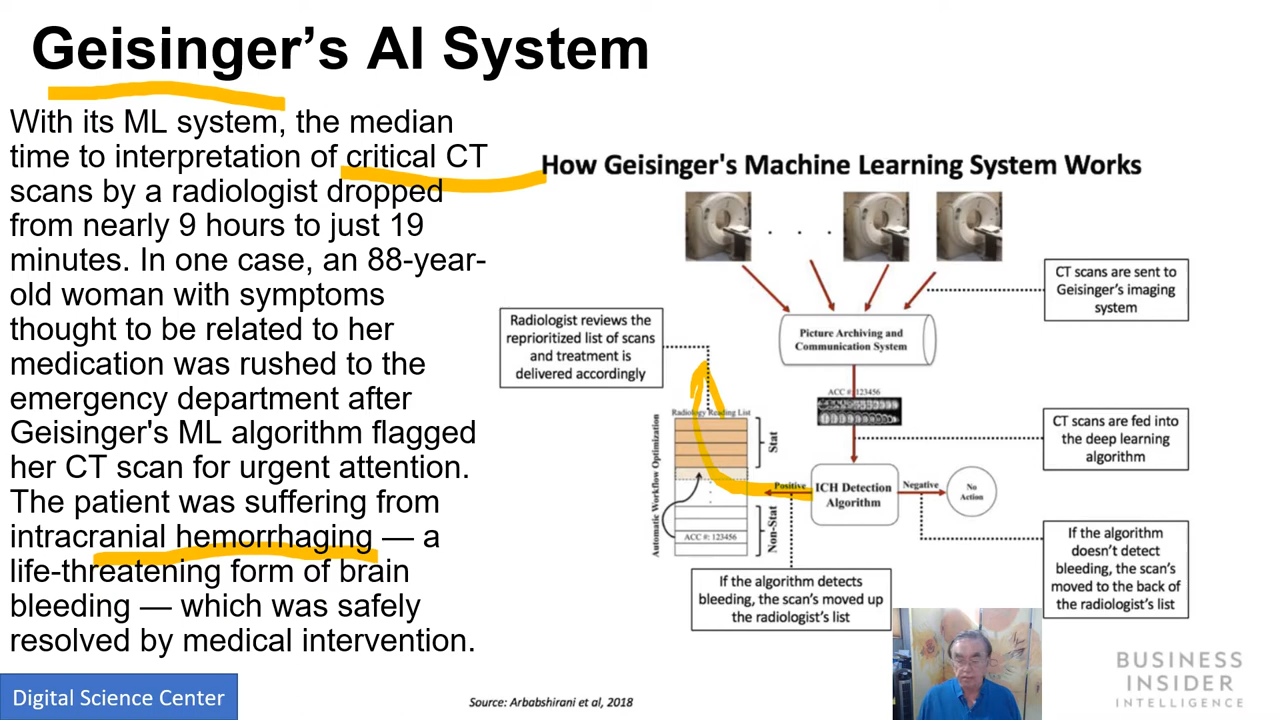 Geisinger’s AI System
With its ML system, the median
time to interpretation of critical CT
scans by a radiologist dropped
from nearly 9 hours to just 19
minutes. In one case, an 88-year-
old woman with symptoms
thought to be related to her
medication was rushed to the
emergency department after
Geisinger's ML algorithm flagged
her CT scan for urgent attention.
The patient was suffering from
intracranial hemorrhaging — a
life-threatening form of brain
bleeding — which was safely
resolved by medical intervention.
How Geisinger's Machine Learning System Works
CT scans are sent to
Geisinger’s imaging
system
Picture Archiving and
Communication System
Radiologist reviews the
reprioritized list of scans
and treatment is
delivered accordingly
ACC #: 123456
CT scans are fed into
the deep learning
algorithm
Radiology Reading List
Automatic Workflow Optimization
Stat
Non-Stat
ACC #: 123456
Positive
ICH Detection
Algorithm
Negative
No
Action
If the algorithm
doesn’t detect
bleeding, the scan’s
moved to the back of
the radiologist’s list
If the algorithm detects
bleeding, the scan’s moved up
the radiologist’s list
Digital Science Center
Source: Arbabshirani et al, 2018
BUSINESS
INSIDER
INTELLIGENCE